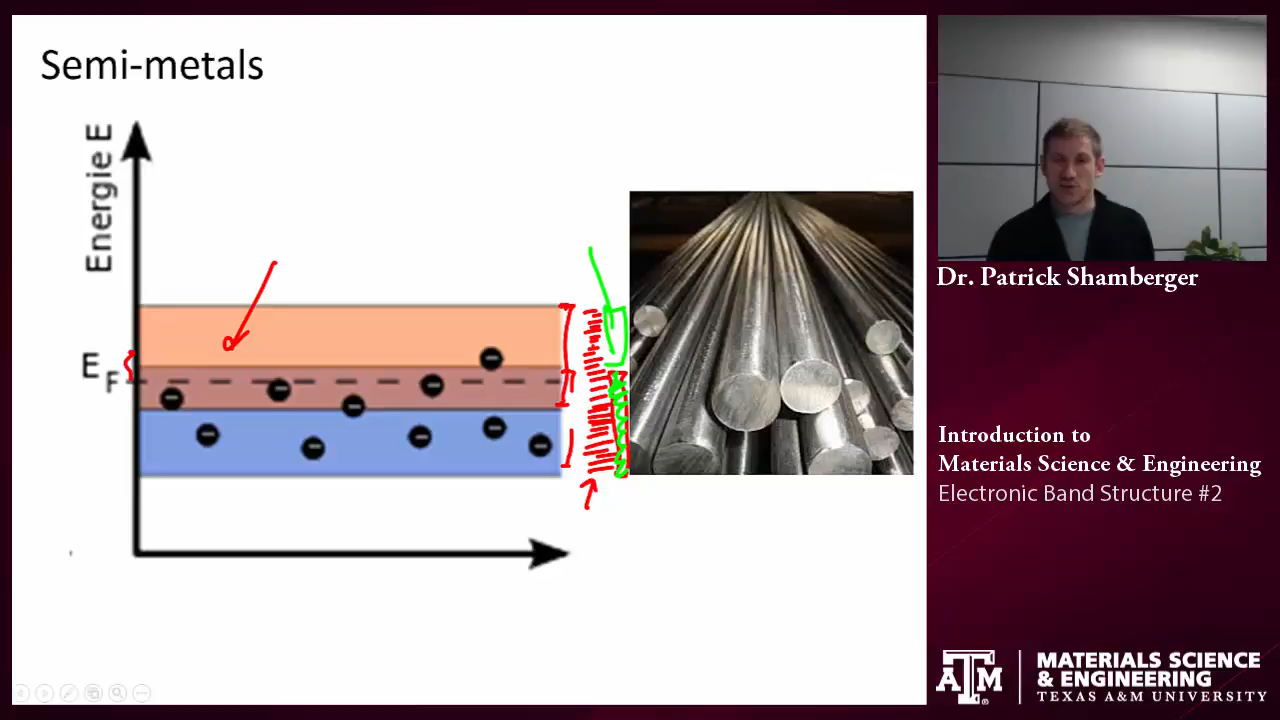 Semi-metals
Energie E
E F
Dr. Patrick Shamberger
Introduction to
Materials Science & Engineering
Electronic Band Structure #2
ATM
MATERIALS SCIENCE
& ENGINEERING
TEXAS A&M UNIVERSITY